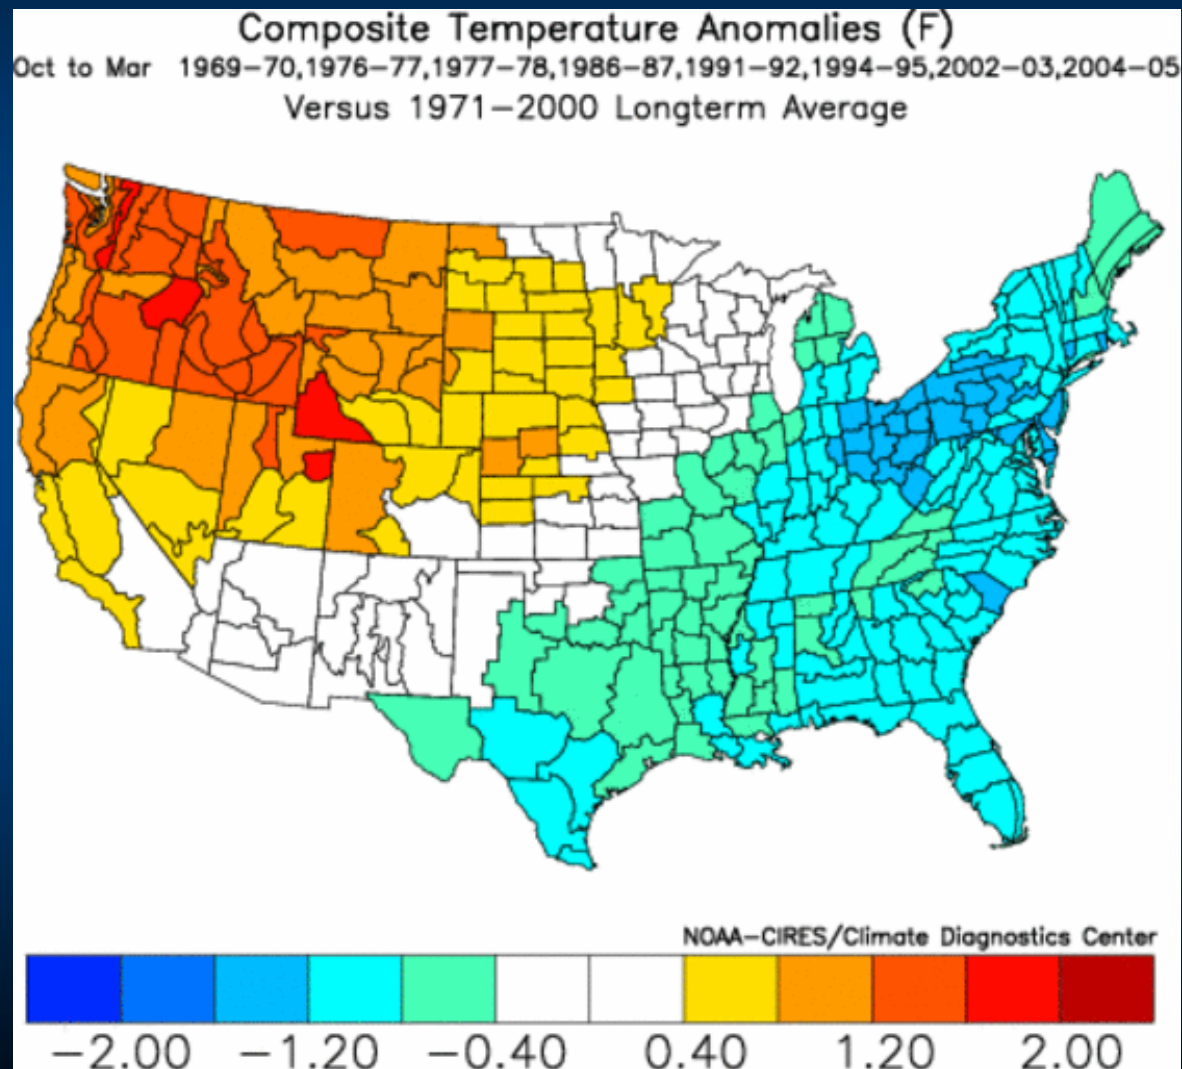 Composite Temperature Anomalies (F)
Oct to Mar 1969-70,1976-77,1977-78,1986-87,1991-92,1994-95,2002-03,2004-05
Versus 1971-2000 Longterm Average
NOAA-CIRES/Climate Diagnostics Center
-2.00 -1.20 -0.40 0.40 1.20 2.00